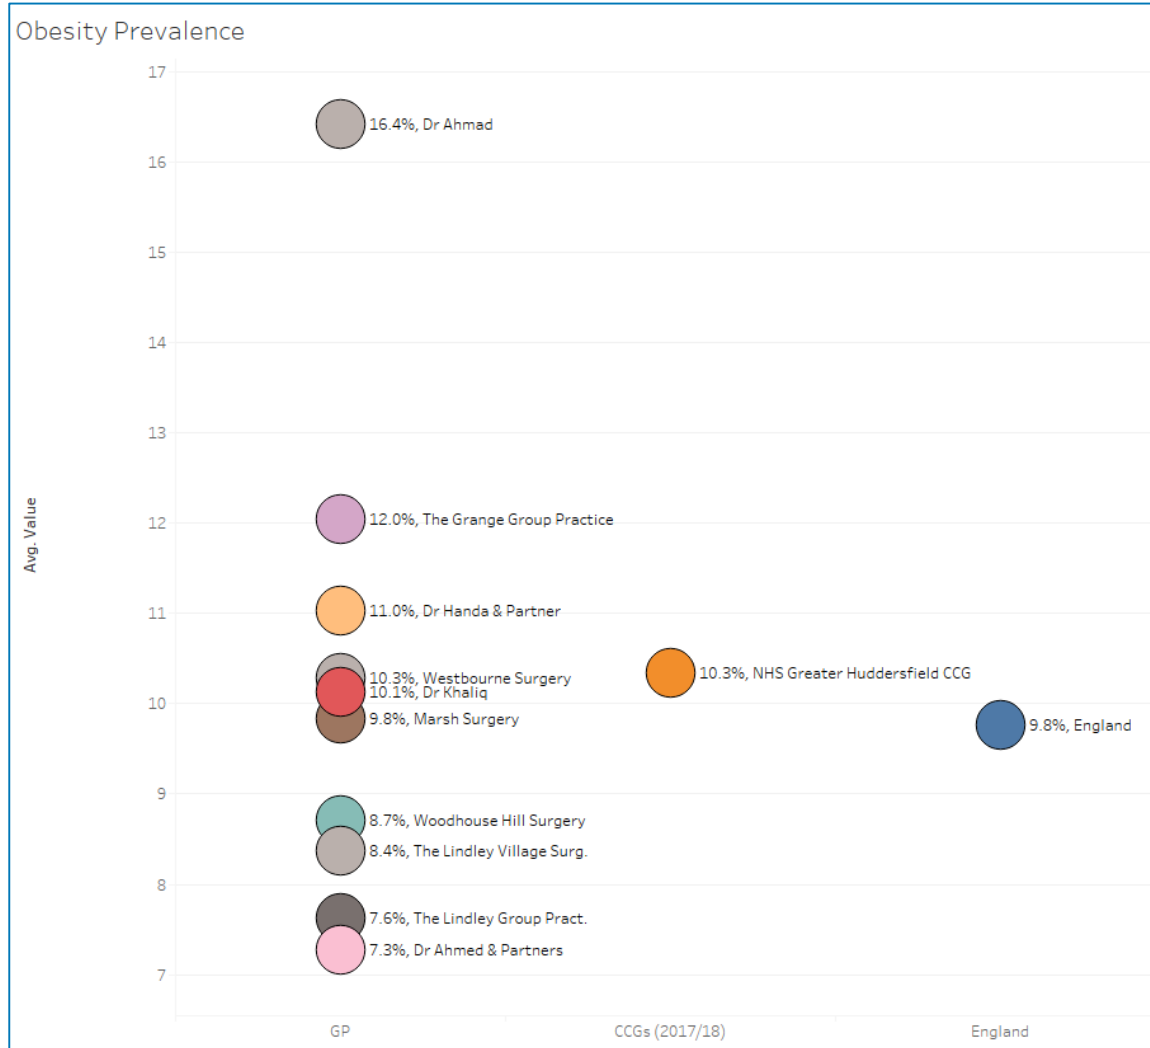 Obesity Prevalence
17
16
15
14
13
12
11
10
9
8
7
Avg. Value
16.4%, Dr Ahmad
12.0%, The Grange Group Practice
11.0%, Dr Handa & Partner
10.3%, Westbourne Surgery
10.1%, Dr Khaliq
9.8%, Marsh Surgery
8.7%, Woodhouse Hill Surgery
8.4%, The Lindley Village Surg.
7.6%, The Lindley Group Pract.
7.3%, Dr Ahmed & Partners
10.3%, NHS Greater Huddersfield CCG
9.8%, England
GP
CCGs (2017/18)
England